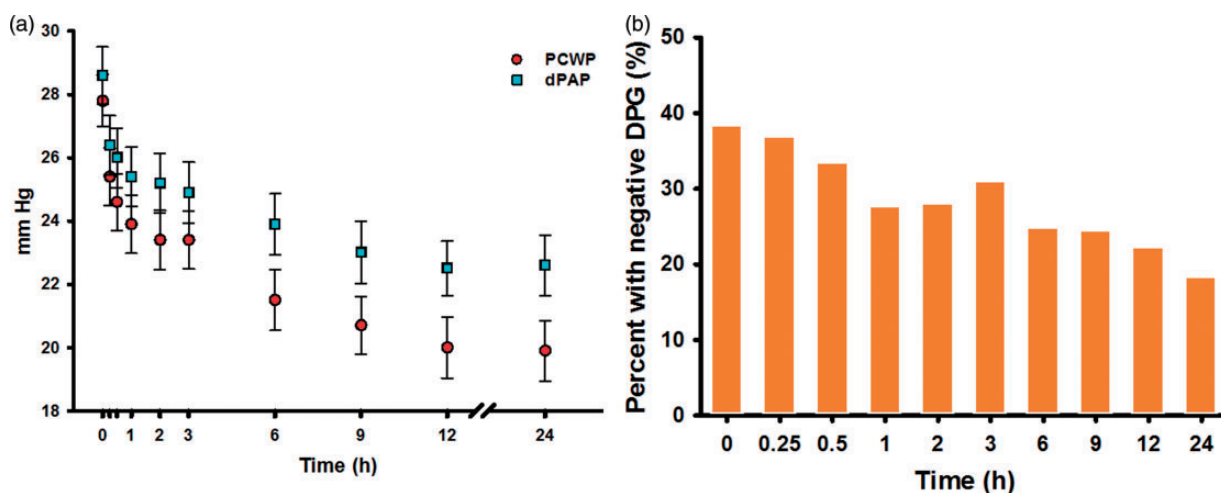 (a)
30
28
26
24
22
20
18
mm Hg
PCWP
dPAP
0 1 2 3 6 9 12 24
Time (h)
(b)
50
40
30
20
10
0
Percent with negative DPG (%)
0 0.25 0.5 1 2 3 6 9 12 24
Time (h)